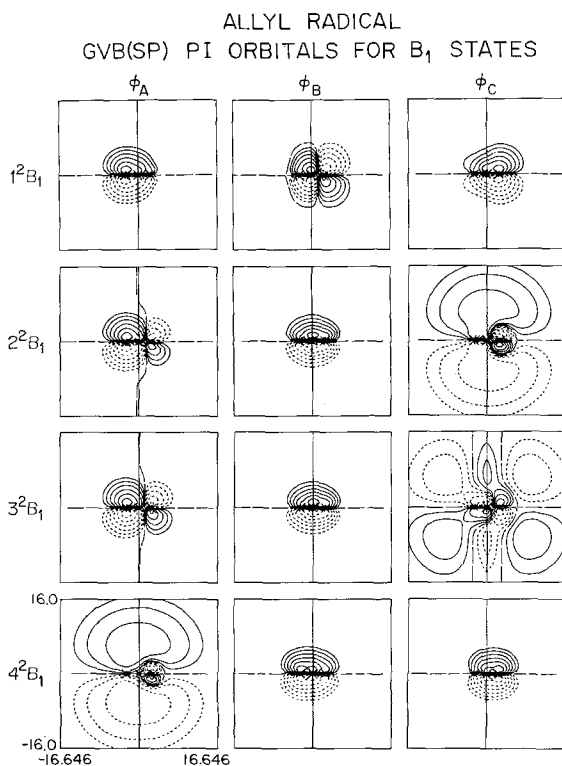 ALLYL RADICAL
GVB(SP) PI ORBITALS FOR B₁ STATES
ϕA ϕB ϕC
1²B₁
2²B₁
3²B₁
16.0
4²B₁
-16.0
-16.646 16.646